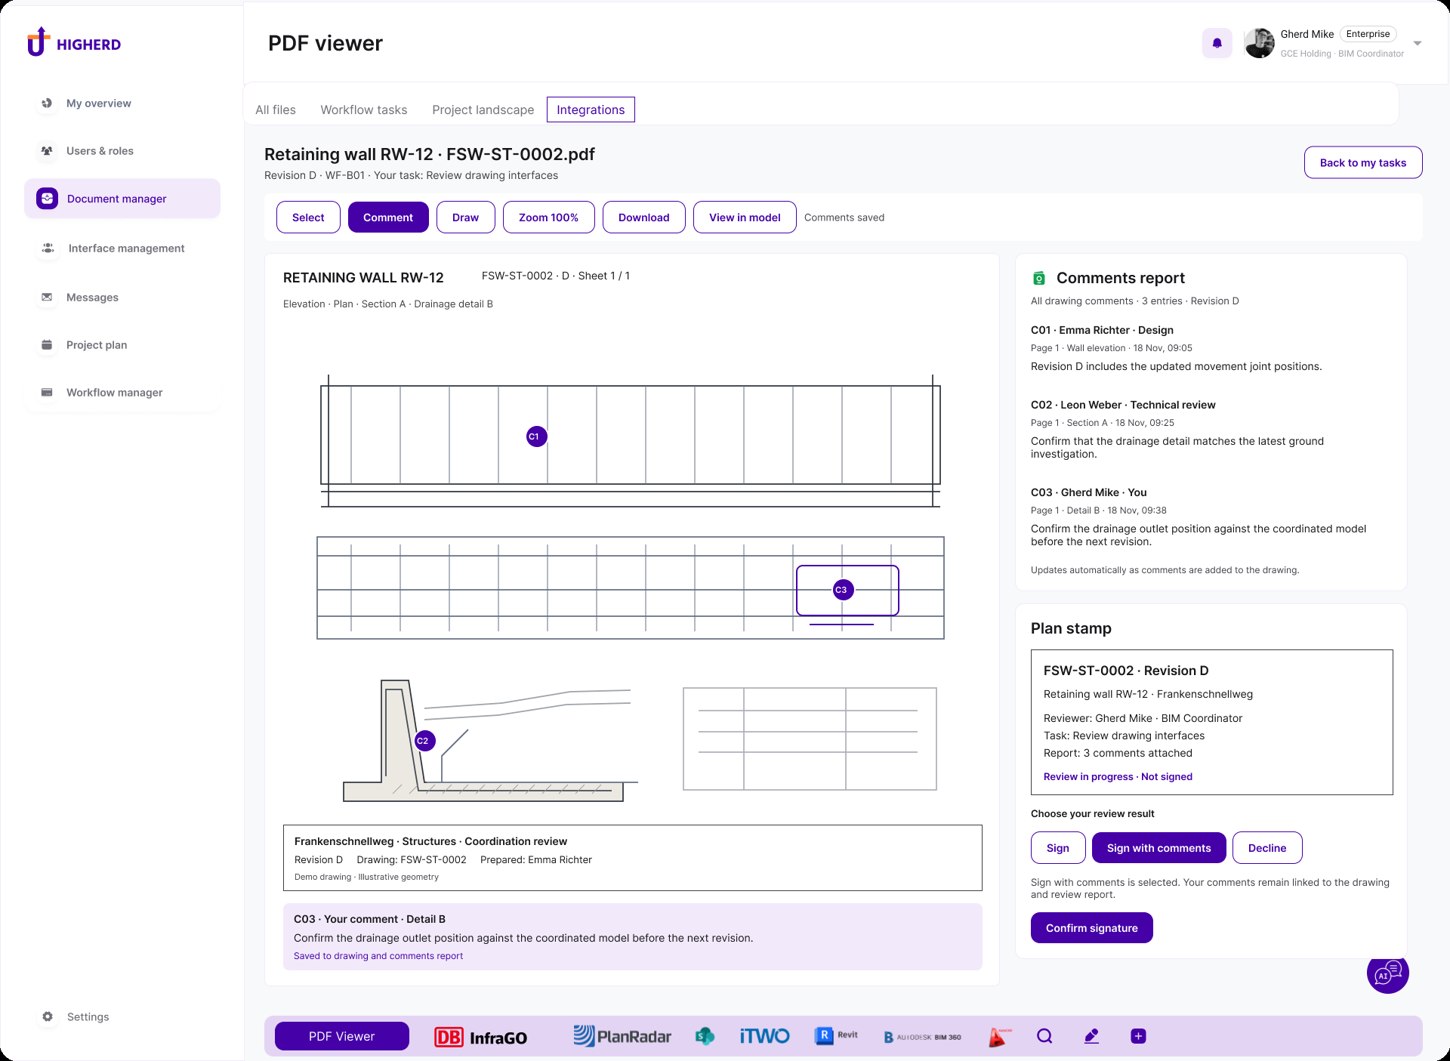 HIGHERD
My overview
Users & roles
Document manager
Interface management
Messages
Project plan
Workflow manager
Settings
PDF viewer
Gherd Mike
Enterprise
GCE Holding · BIM Coordinator
All files
Workflow tasks
Project landscape
Integrations
Retaining wall RW-12 · FSW-ST-0002.pdf
Revision D · WF-B01 · Your task: Review drawing interfaces
Back to my tasks
Select
Comment
Draw
Zoom 100%
Download
View in model
Comments saved
RETAINING WALL RW-12
FSW-ST-0002 · D · Sheet 1 / 1
Elevation · Plan · Section A · Drainage detail B
C1
C3
C2
Frankenschnellweg · Structures · Coordination review
Revision D Drawing: FSW-ST-0002 Prepared: Emma Richter
Demo drawing · Illustrative geometry
C03 · Your comment · Detail B
Confirm the drainage outlet position against the coordinated model before the next revision.
Saved to drawing and comments report
Comments report
All drawing comments · 3 entries · Revision D
C01 · Emma Richter · Design
Page 1 · Wall elevation · 18 Nov, 09:05
Revision D includes the updated movement joint positions.
C02 · Leon Weber · Technical review
Page 1 · Section A · 18 Nov, 09:25
Confirm that the drainage detail matches the latest ground
investigation.
C03 · Gherd Mike · You
Page 1 · Detail B · 18 Nov, 09:38
Confirm the drainage outlet position against the coordinated model
before the next revision.
Updates automatically as comments are added to the drawing.
Plan stamp
FSW-ST-0002 · Revision D
Retaining wall RW-12 · Frankenschnellweg
Reviewer: Gherd Mike · BIM Coordinator
Task: Review drawing interfaces
Report: 3 comments attached
Review in progress · Not signed
Choose your review result
Sign
Sign with comments
Decline
Sign with comments is selected. Your comments remain linked to the drawing
and review report.
Confirm signature
AI
PDF Viewer
DB InfraGO
PlanRadar
iTWO
R Revit
B AUTODESK BIM 360